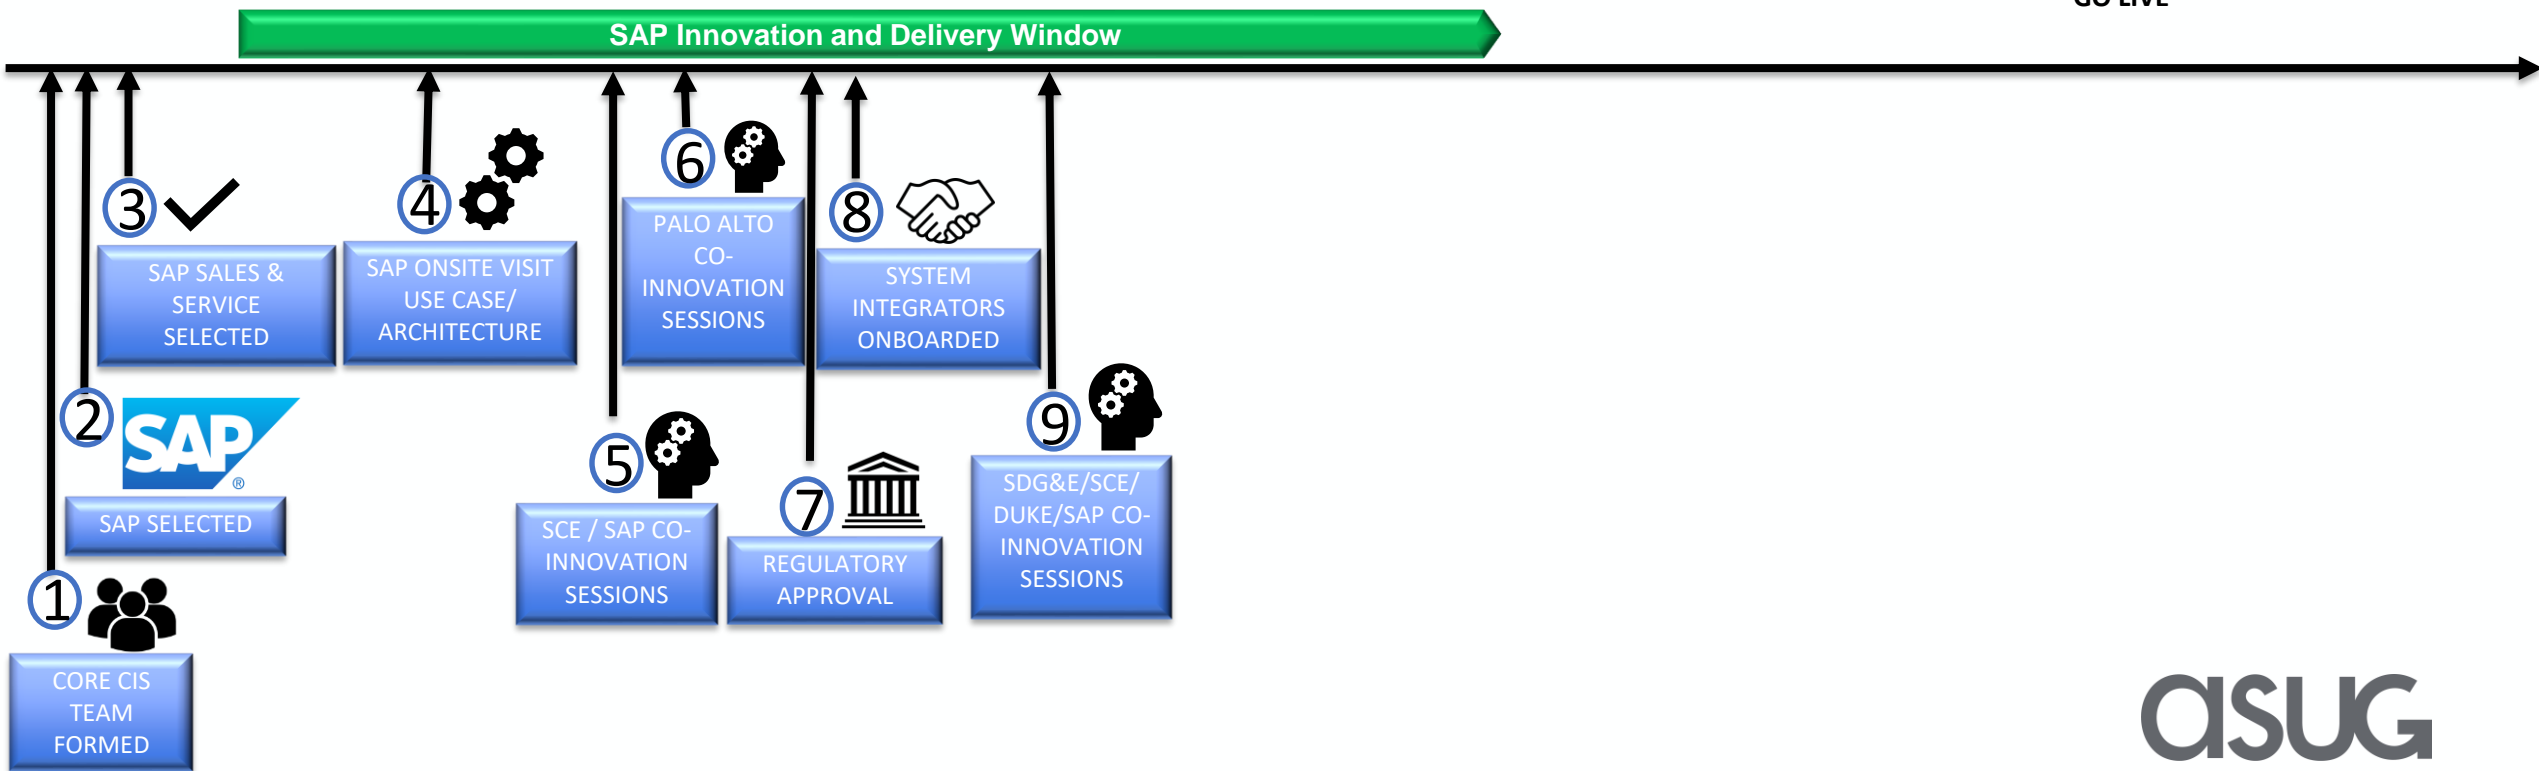 GO LIVE
SAP Innovation and Delivery Window
3
SAP SALES &
SERVICE
SELECTED
4
SAP ONSITE VISIT
USE CASE/
ARCHITECTURE
6
PALO ALTO
CO-
INNOVATION
SESSIONS
8
SYSTEM
INTEGRATORS
ONBOARDED
2
SAP
®
SAP SELECTED
5
SCE / SAP CO-
INNOVATION
SESSIONS
7
REGULATORY
APPROVAL
9
SDG&E/SCE/
DUKE/SAP CO-
INNOVATION
SESSIONS
1
CORE CIS
TEAM
FORMED
asug